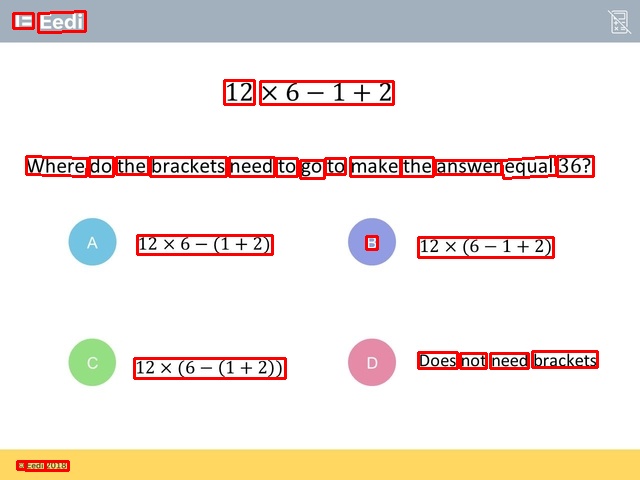 Eedi
12 × 6 − 1 + 2
Where do the brackets need to go to make the answer equal 36?
A 12 × 6 − (1 + 2)
B 12 × (6 − 1 + 2)
C 12 × (6 − (1 + 2))
D Does not need brackets
© Eedi 2018